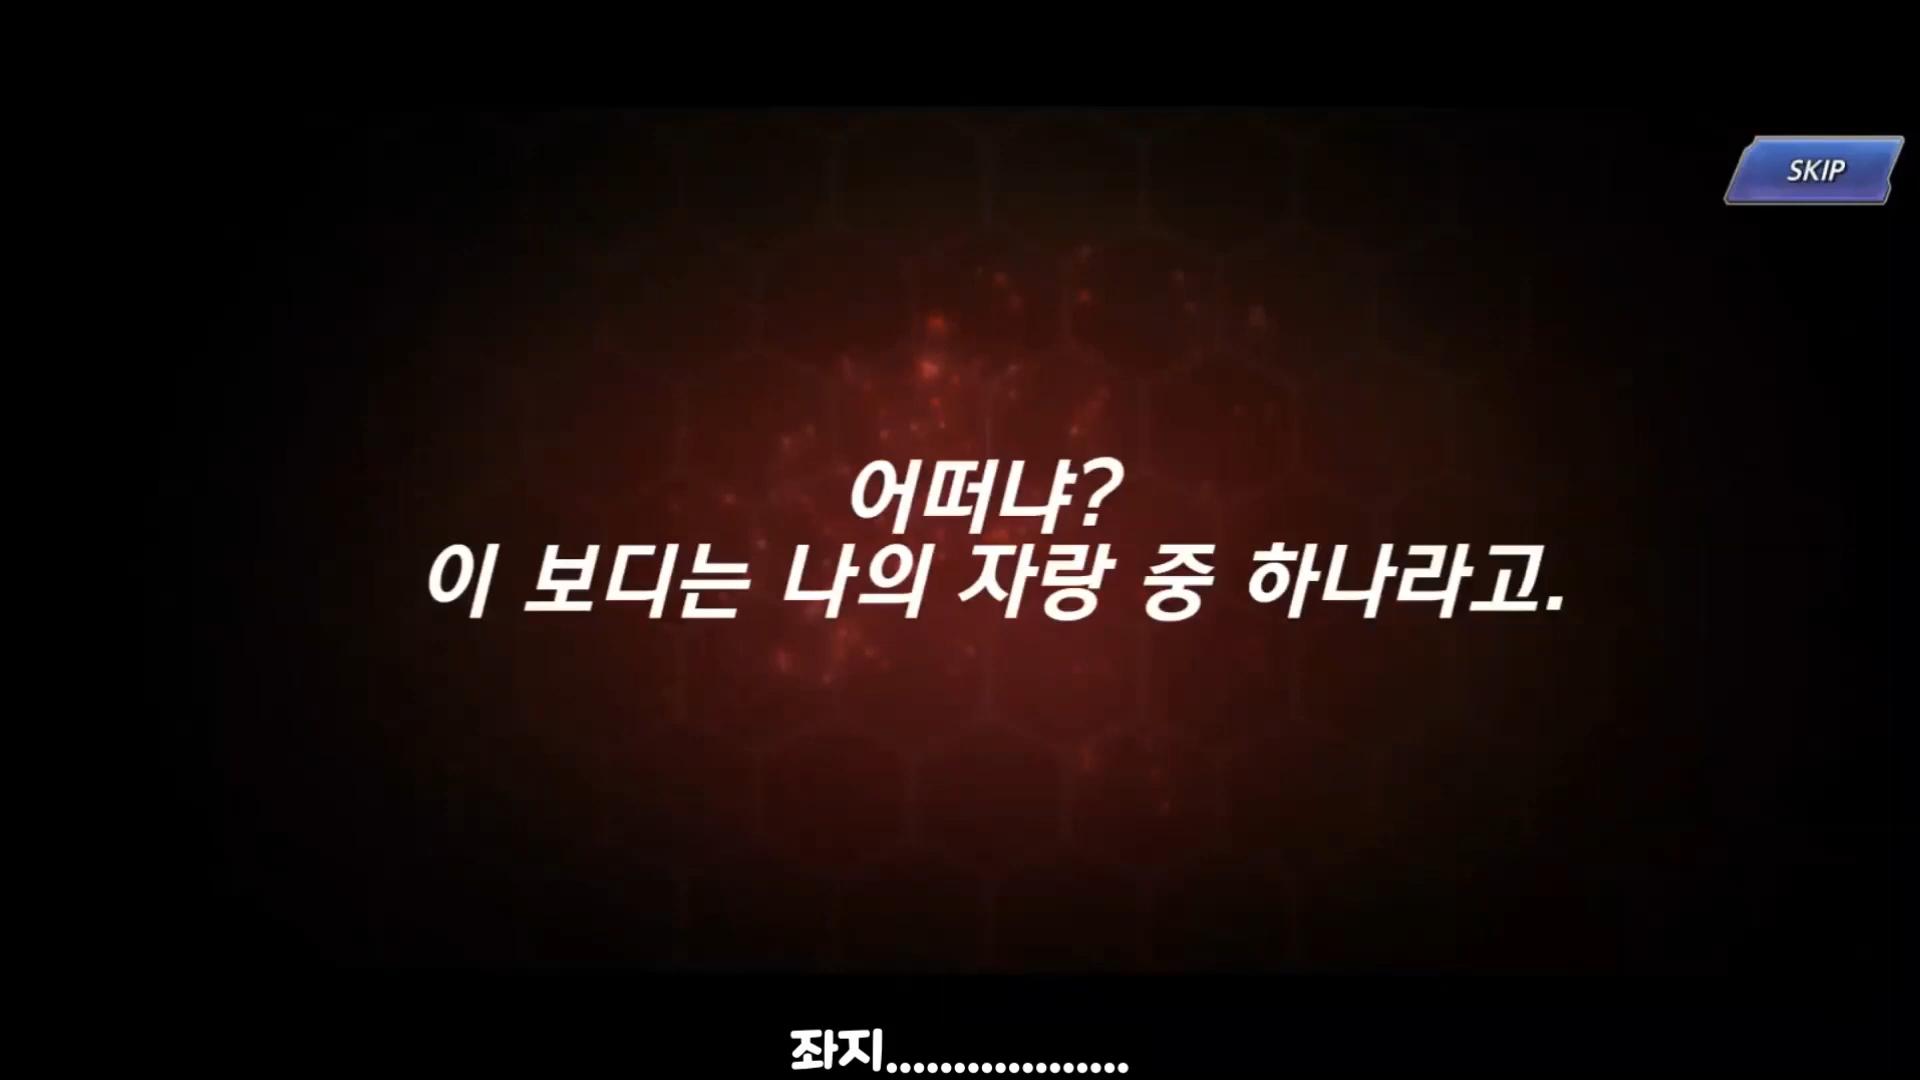 SKIP
어떠냐?
이 보디는 나의 자랑 중 하나라고.
좌지..................